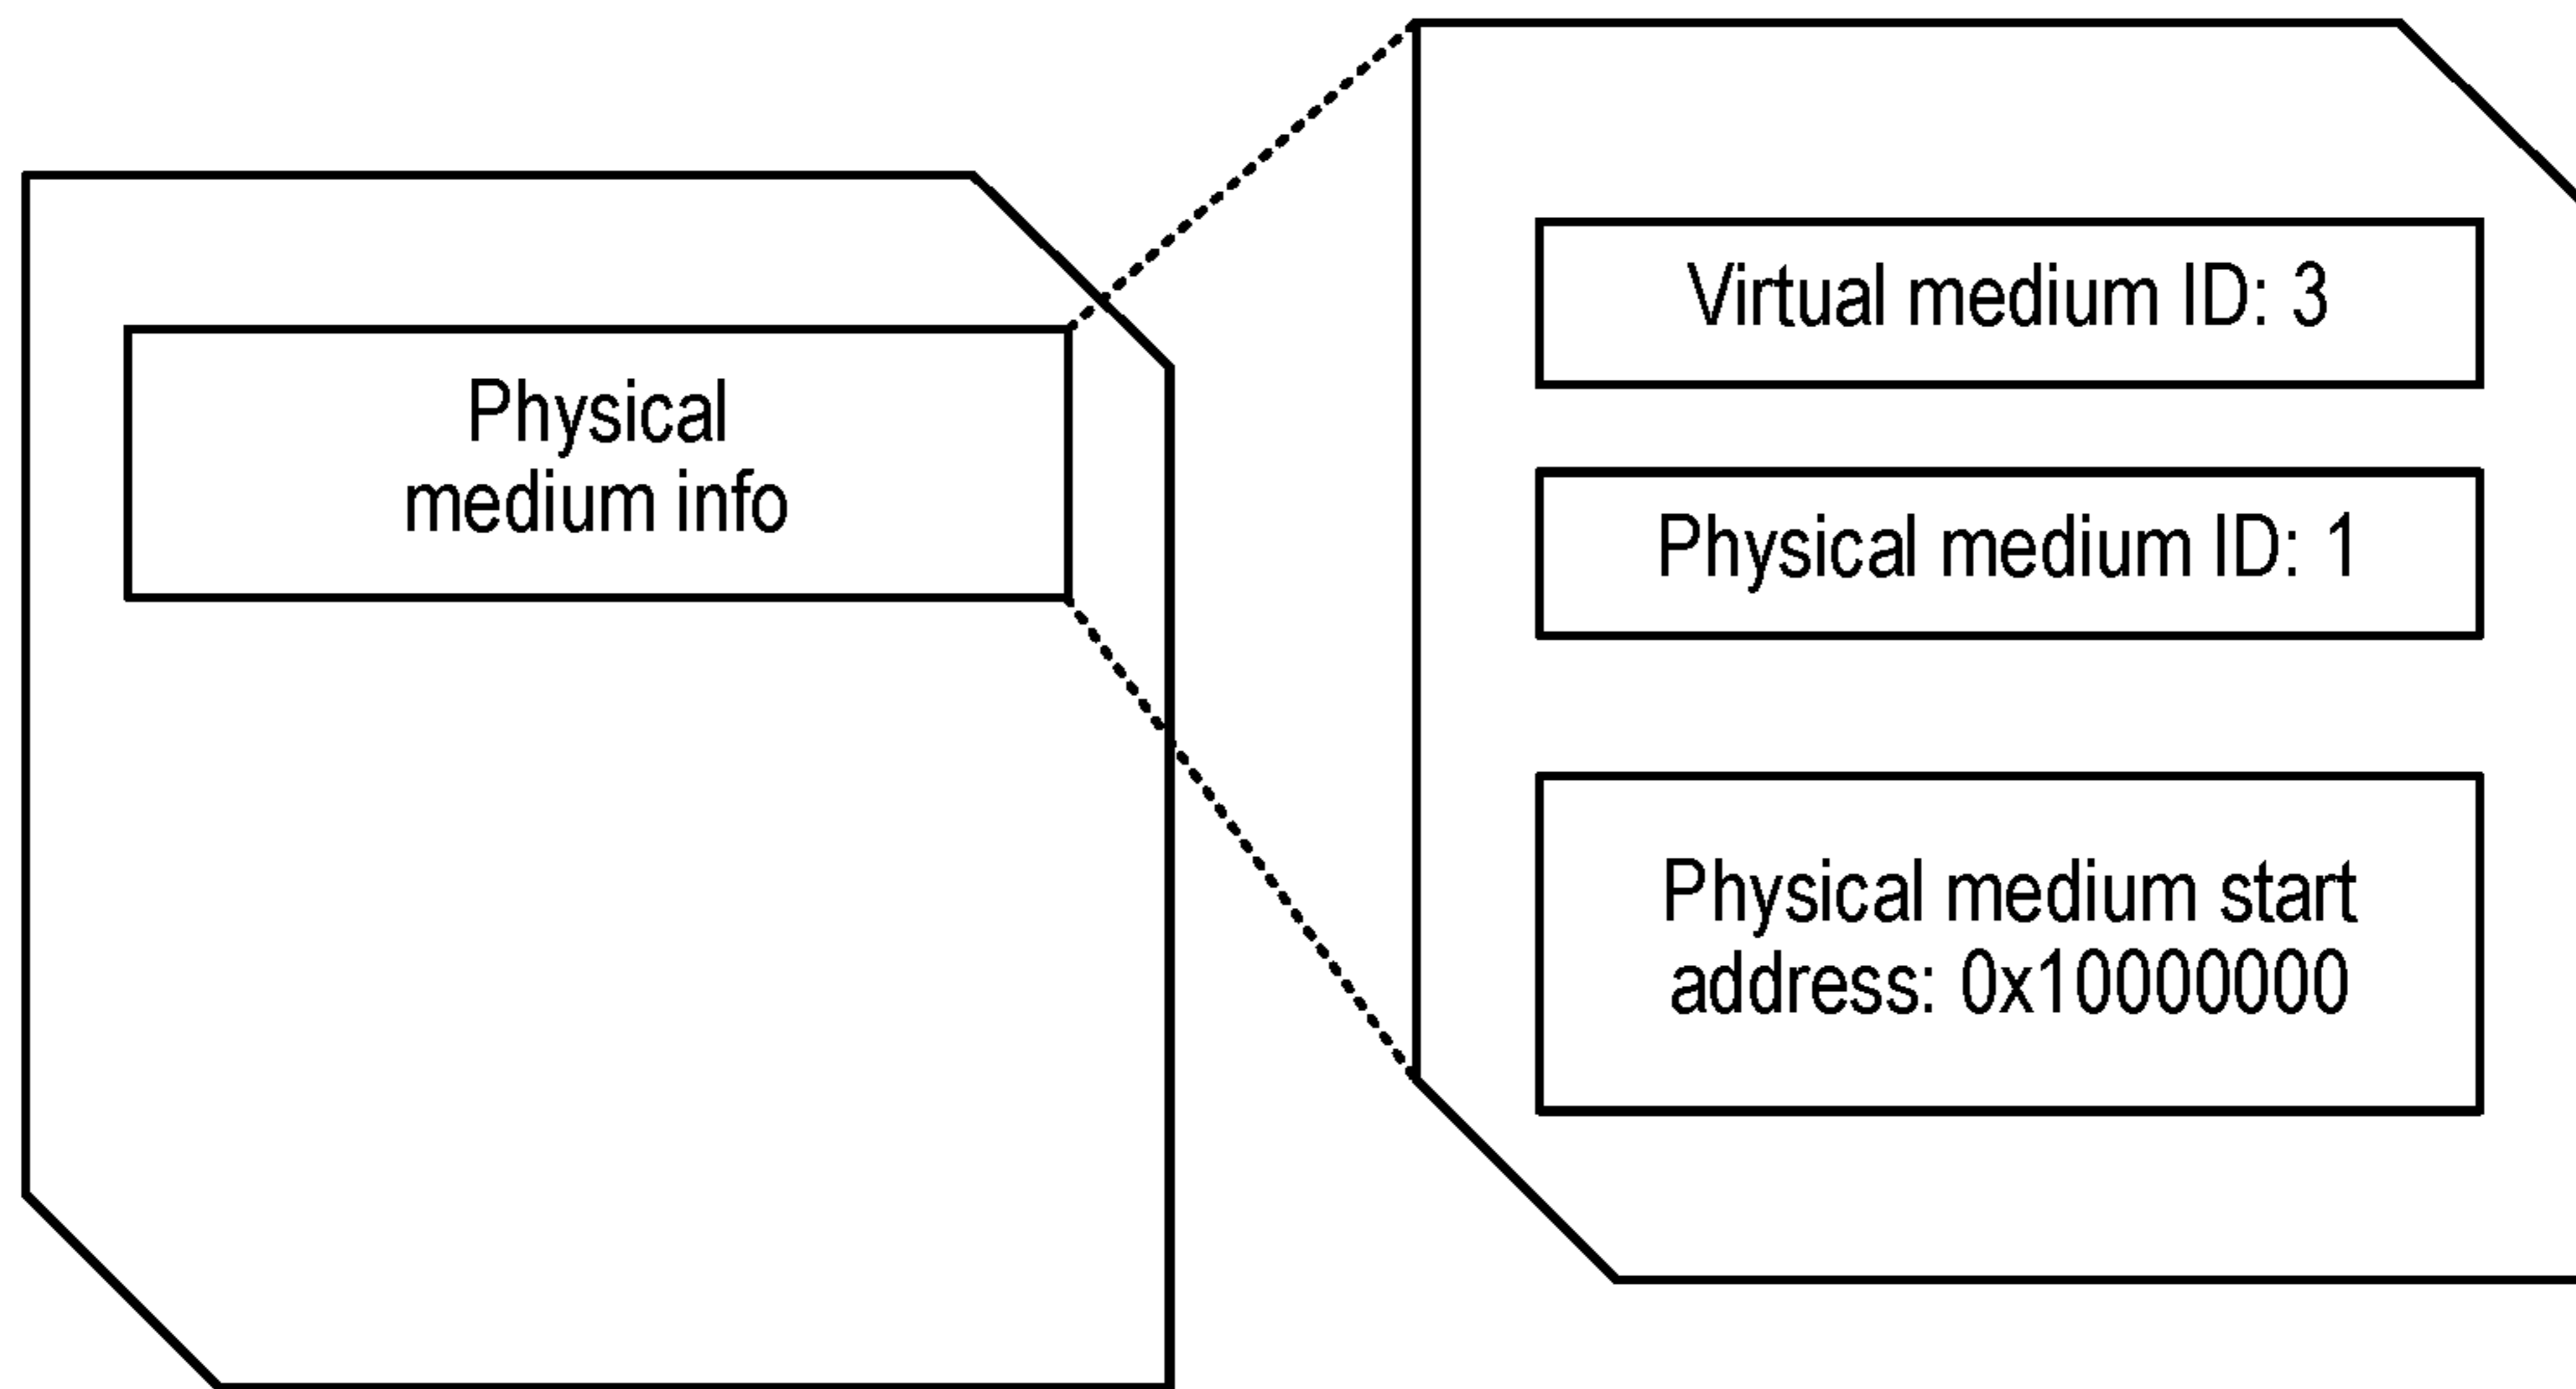 Physical
medium info
Virtual medium ID: 3
Physical medium ID: 1
Physical medium start
address: 0x10000000